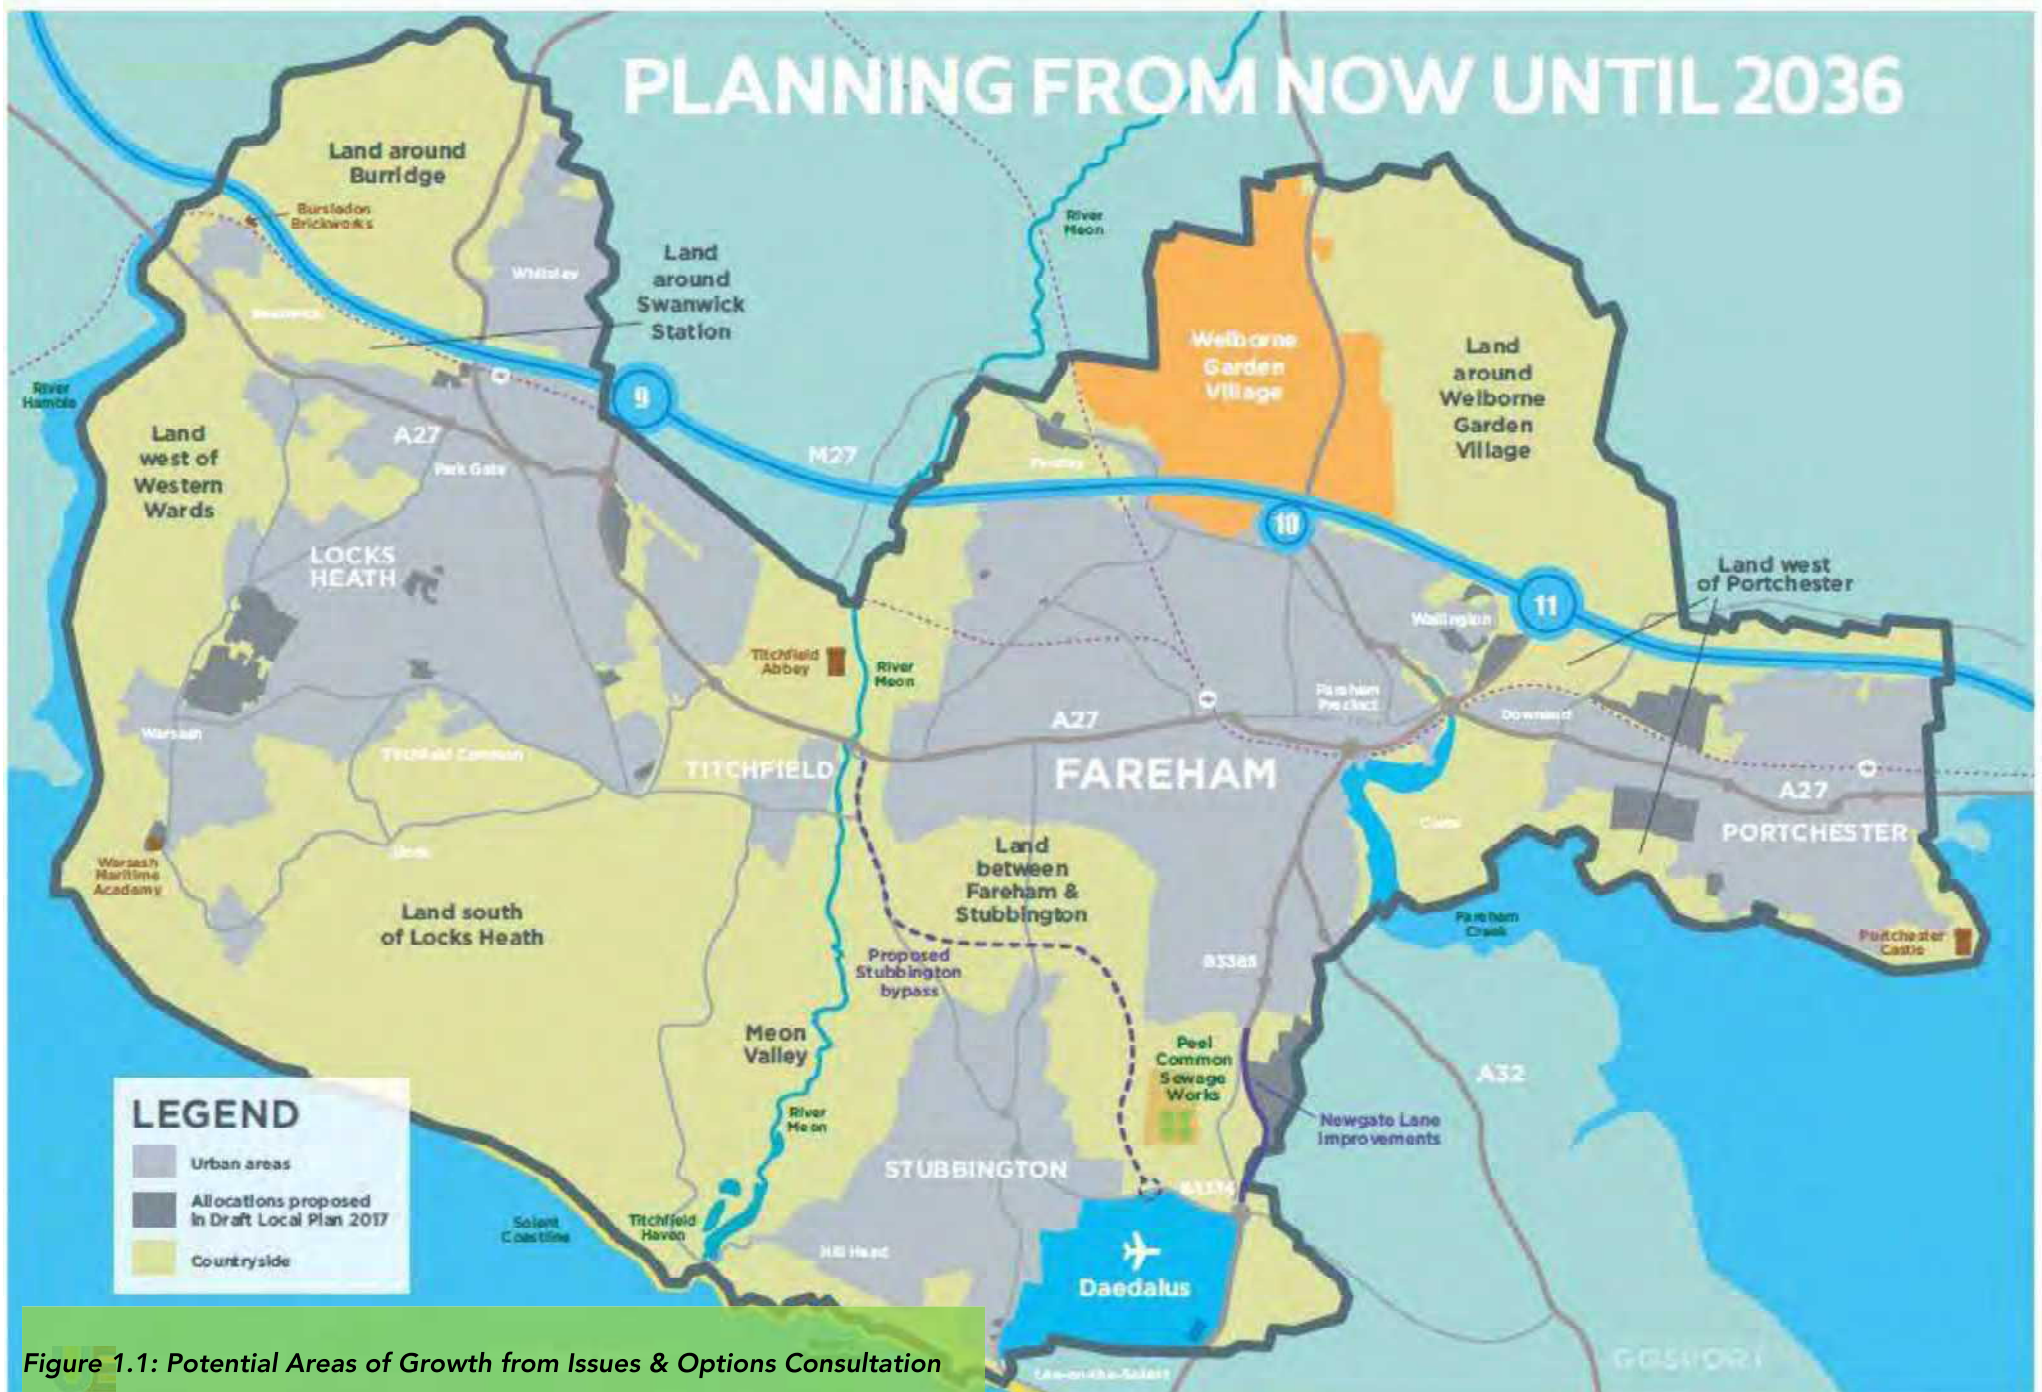 PLANNING FROM NOW UNTIL 2036
Land around
Burridge
Bursledon
Brickworks
Whiteley
Land
around
Swanwick
Station
River
Meon
River
Hamble
Land
west of
Western
Wards
A27
Park Gate
9
M27
Welborne
Garden
Village
Land
around
Welborne
Garden
Village
10
11
Land west
of Portchester
LOCKS
HEATH
Wallington
Titchfield
Abbey
River
Meon
Fareham
Precinct
A27
Downend
Warsash
Titchfield Common
TITCHFIELD
FAREHAM
A27
PORTCHESTER
Cams
Hook
Warsash
Maritime
Academy
Land south
of Locks Heath
Land
between
Fareham &
Stubbington
Fareham
Creek
Portchester
Castle
Proposed
Stubbington
bypass
B3385
Meon
Valley
Peel
Common
Sewage
Works
A32
Newgate Lane
Improvements
River
Meon
STUBBINGTON
Solent
Coastline
Titchfield
Haven
Hill Head
Daedalus
Lee-on-the-Solent
GOSPORT
LEGEND
Urban areas
Allocations proposed
in Draft Local Plan 2017
Countryside
Figure 1.1: Potential Areas of Growth from Issues & Options Consultation